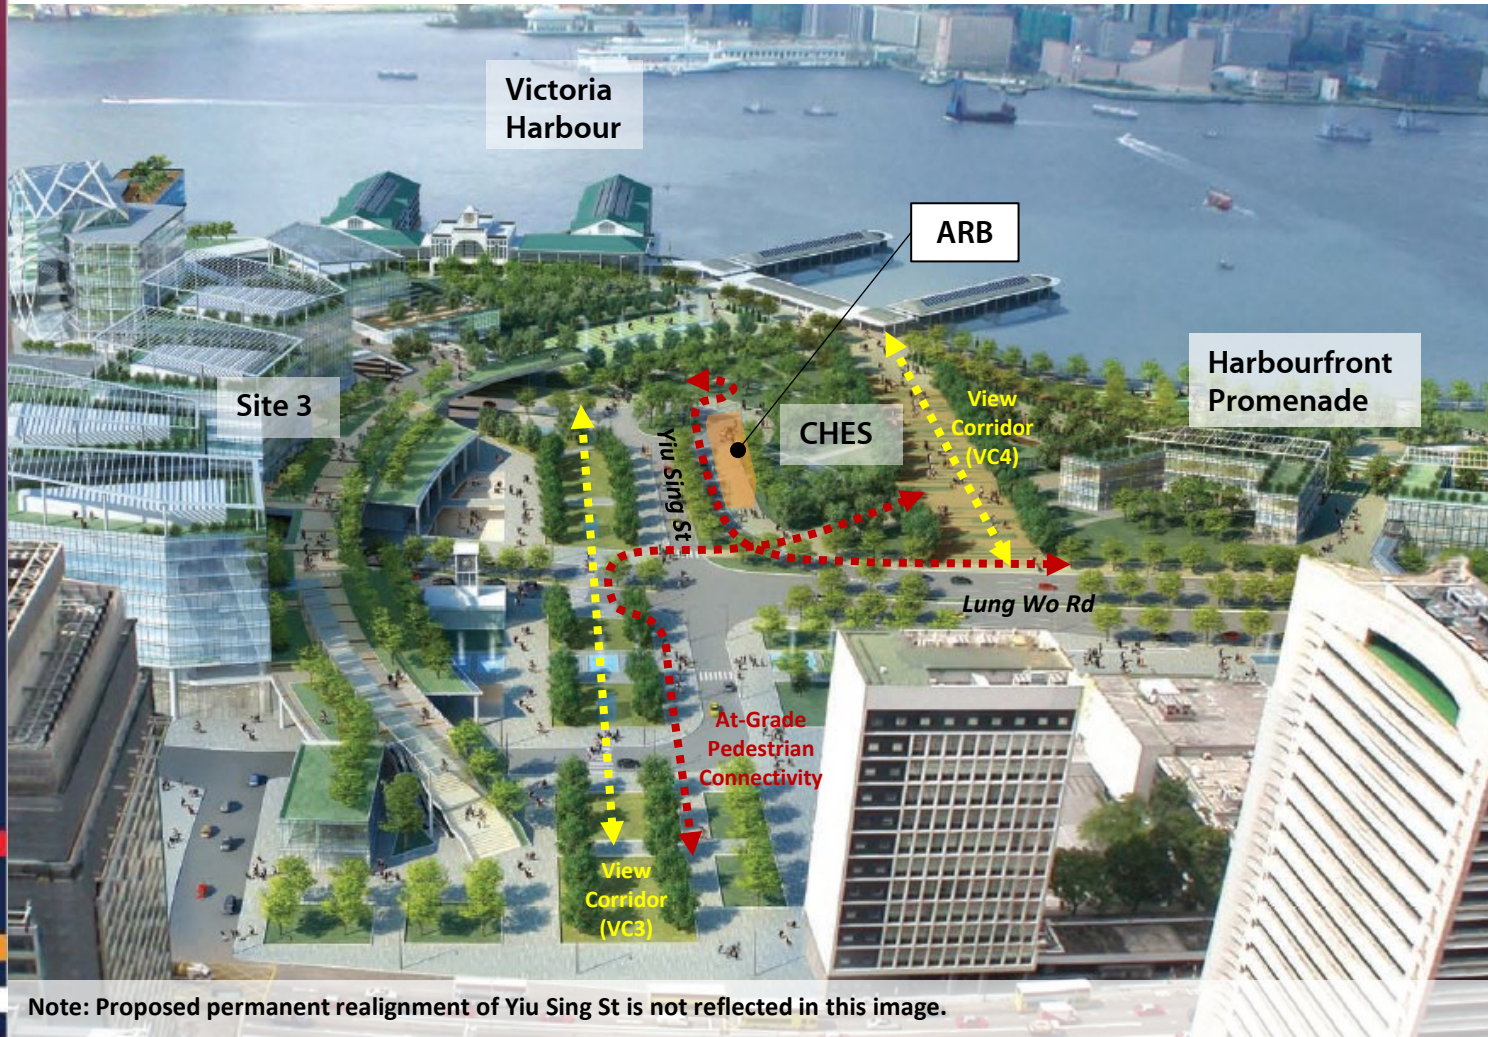 Victoria
Harbour
ARB
Harbourfront
Promenade
Site 3
View
Corridor
(VC4)
CHES
Yiu Sing St
Lung Wo Rd
At-Grade
Pedestrian
Connectivity
View
Corridor
(VC3)
Note: Proposed permanent realignment of Yiu Sing St is not reflected in this image.